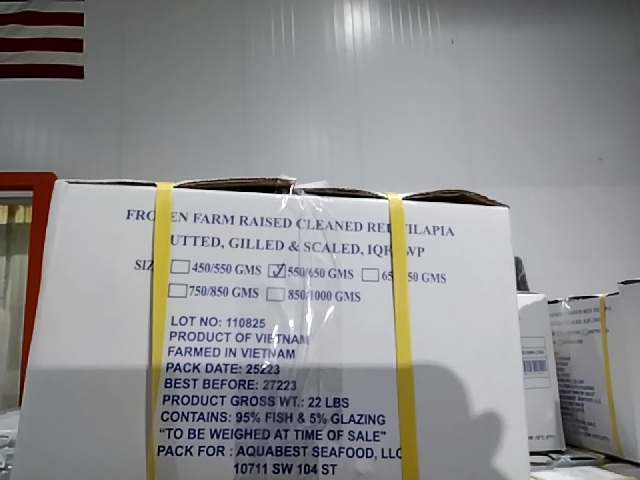 FRO EN FARM RAISED CLEANED RE TILAPIA
UTTED, GILLED & SCALED, IQF VP
SIZ 450/550 GMS 550/650 GMS 65 50 GMS
750/850 GMS 850/1000 GMS
LOT NO: 110825
PRODUCT OF VIETNAM
FARMED IN VIETNAM
PACK DATE: 25223
BEST BEFORE: 27223
PRODUCT GROSS WT.: 22 LBS
CONTAINS: 95% FISH & 5% GLAZING
"TO BE WEIGHED AT TIME OF SALE"
PACK FOR : AQUABEST SEAFOOD, LLC
10711 SW 104 ST